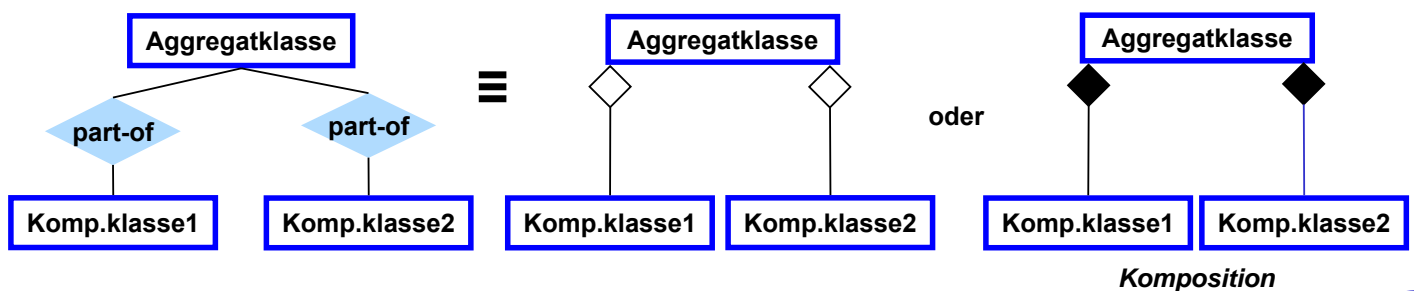 Aggregatklasse
part-of
part-of
Komp.klasse1
Komp.klasse2
≡
Aggregatklasse
Komp.klasse1
Komp.klasse2
oder
Aggregatklasse
Komp.klasse1
Komp.klasse2
Komposition